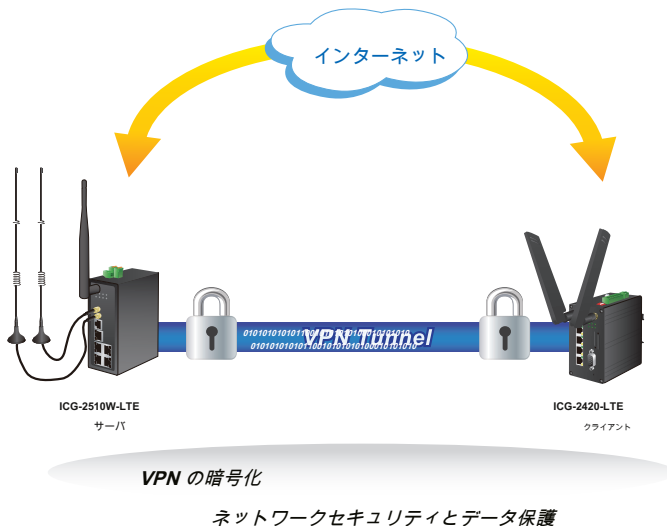 インターネット
VPN Tunnel
ICG-2510W-LTE
サーバ
ICG-2420-LTE
クライアント
VPN の暗号化
ネットワークセキュリティとデータ保護